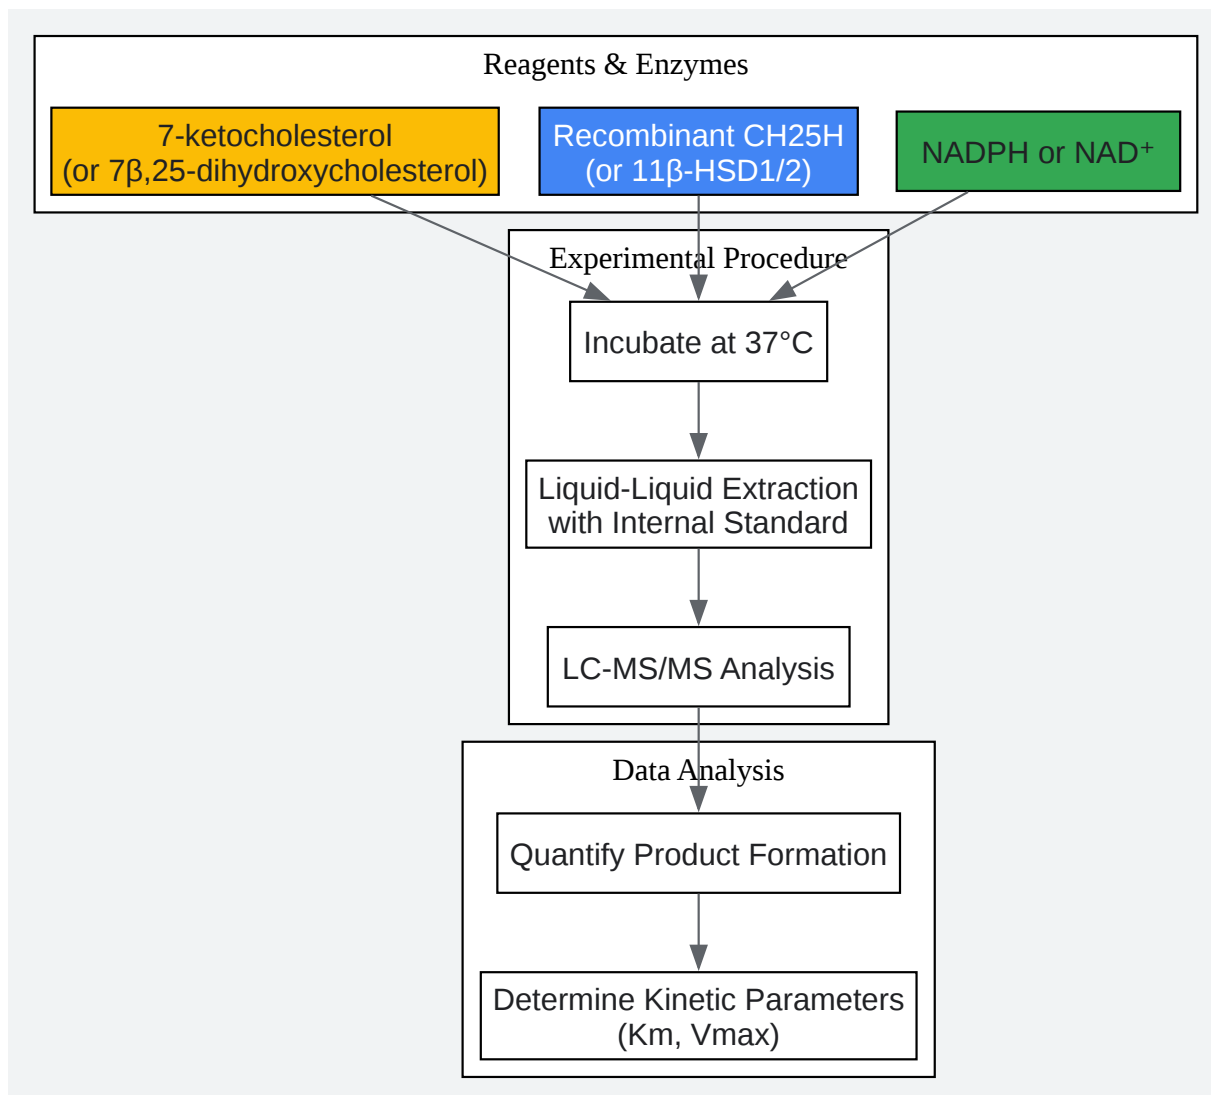 Reagents & Enzymes
7-ketocholesterol
(or 7β,25-dihydroxycholesterol)
Recombinant CH25H
(or 11β-HSD1/2)
NADPH or NAD⁺
Experimental Procedure
Incubate at 37°C
Liquid-Liquid Extraction
with Internal Standard
LC-MS/MS Analysis
Data Analysis
Quantify Product Formation
Determine Kinetic Parameters
(Km, Vmax)